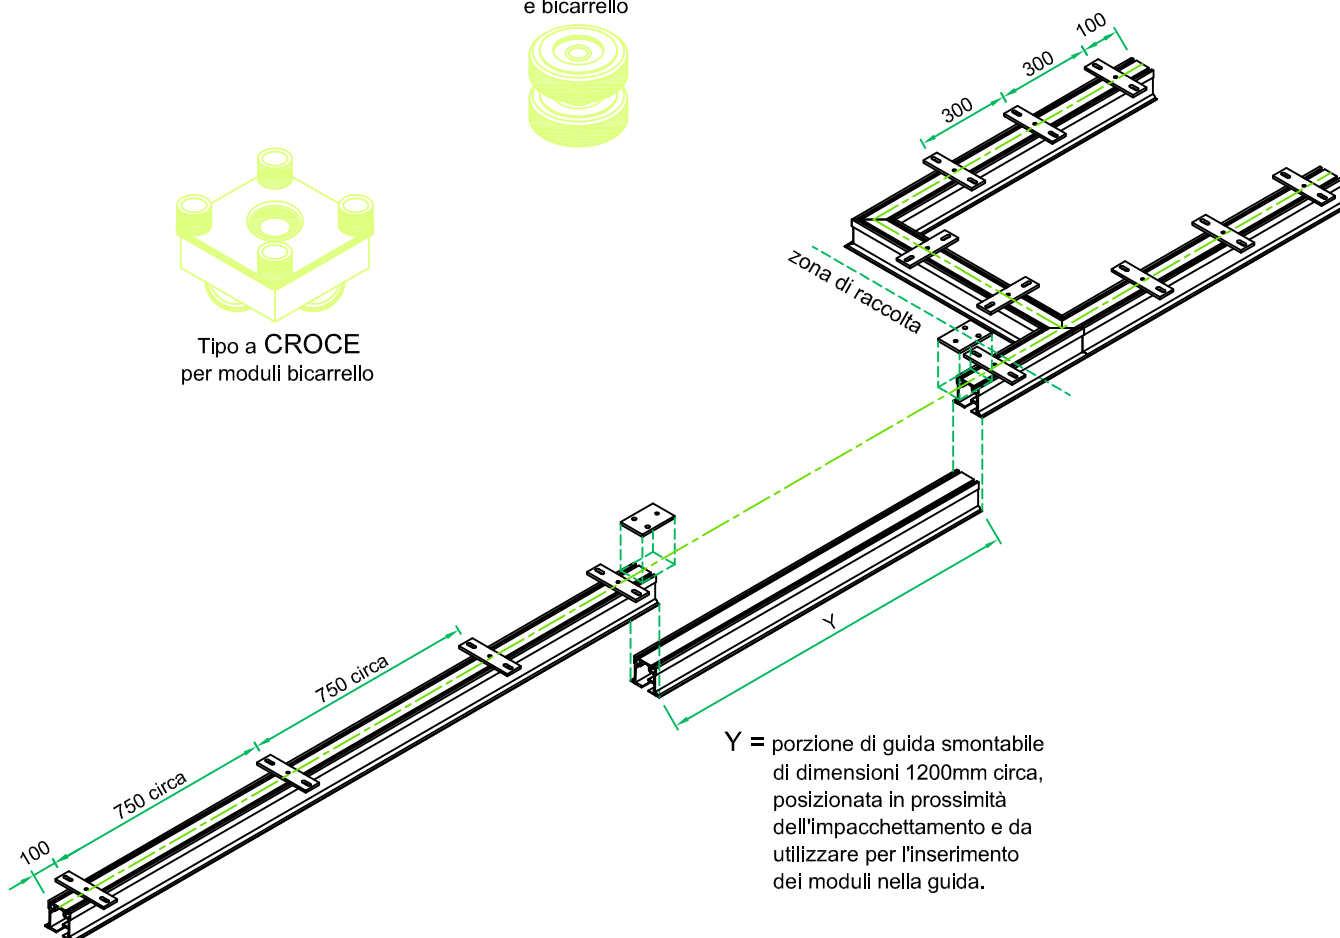 e bicarrello
100
300
300
zona di raccolta
Tipo a CROCE
per moduli bicarrello
Y
750 circa
750 circa
100
Y = porzione di guida smontabile
di dimensioni 1200mm circa,
posizionata in prossimità
dell'impacchettamento e da
utilizzare per l'inserimento
dei moduli nella guida.